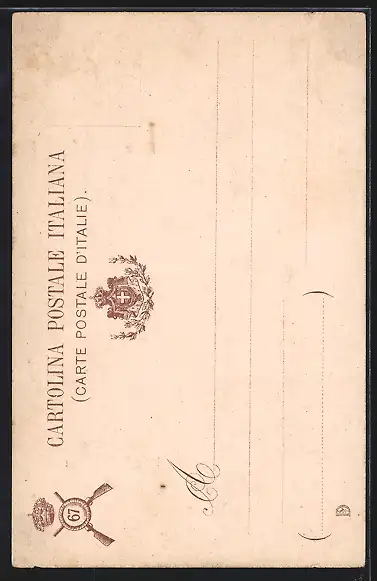 67
CARTOLINA POSTALE ITALIANA
(CARTE POSTALE D'ITALIE).
A
( )